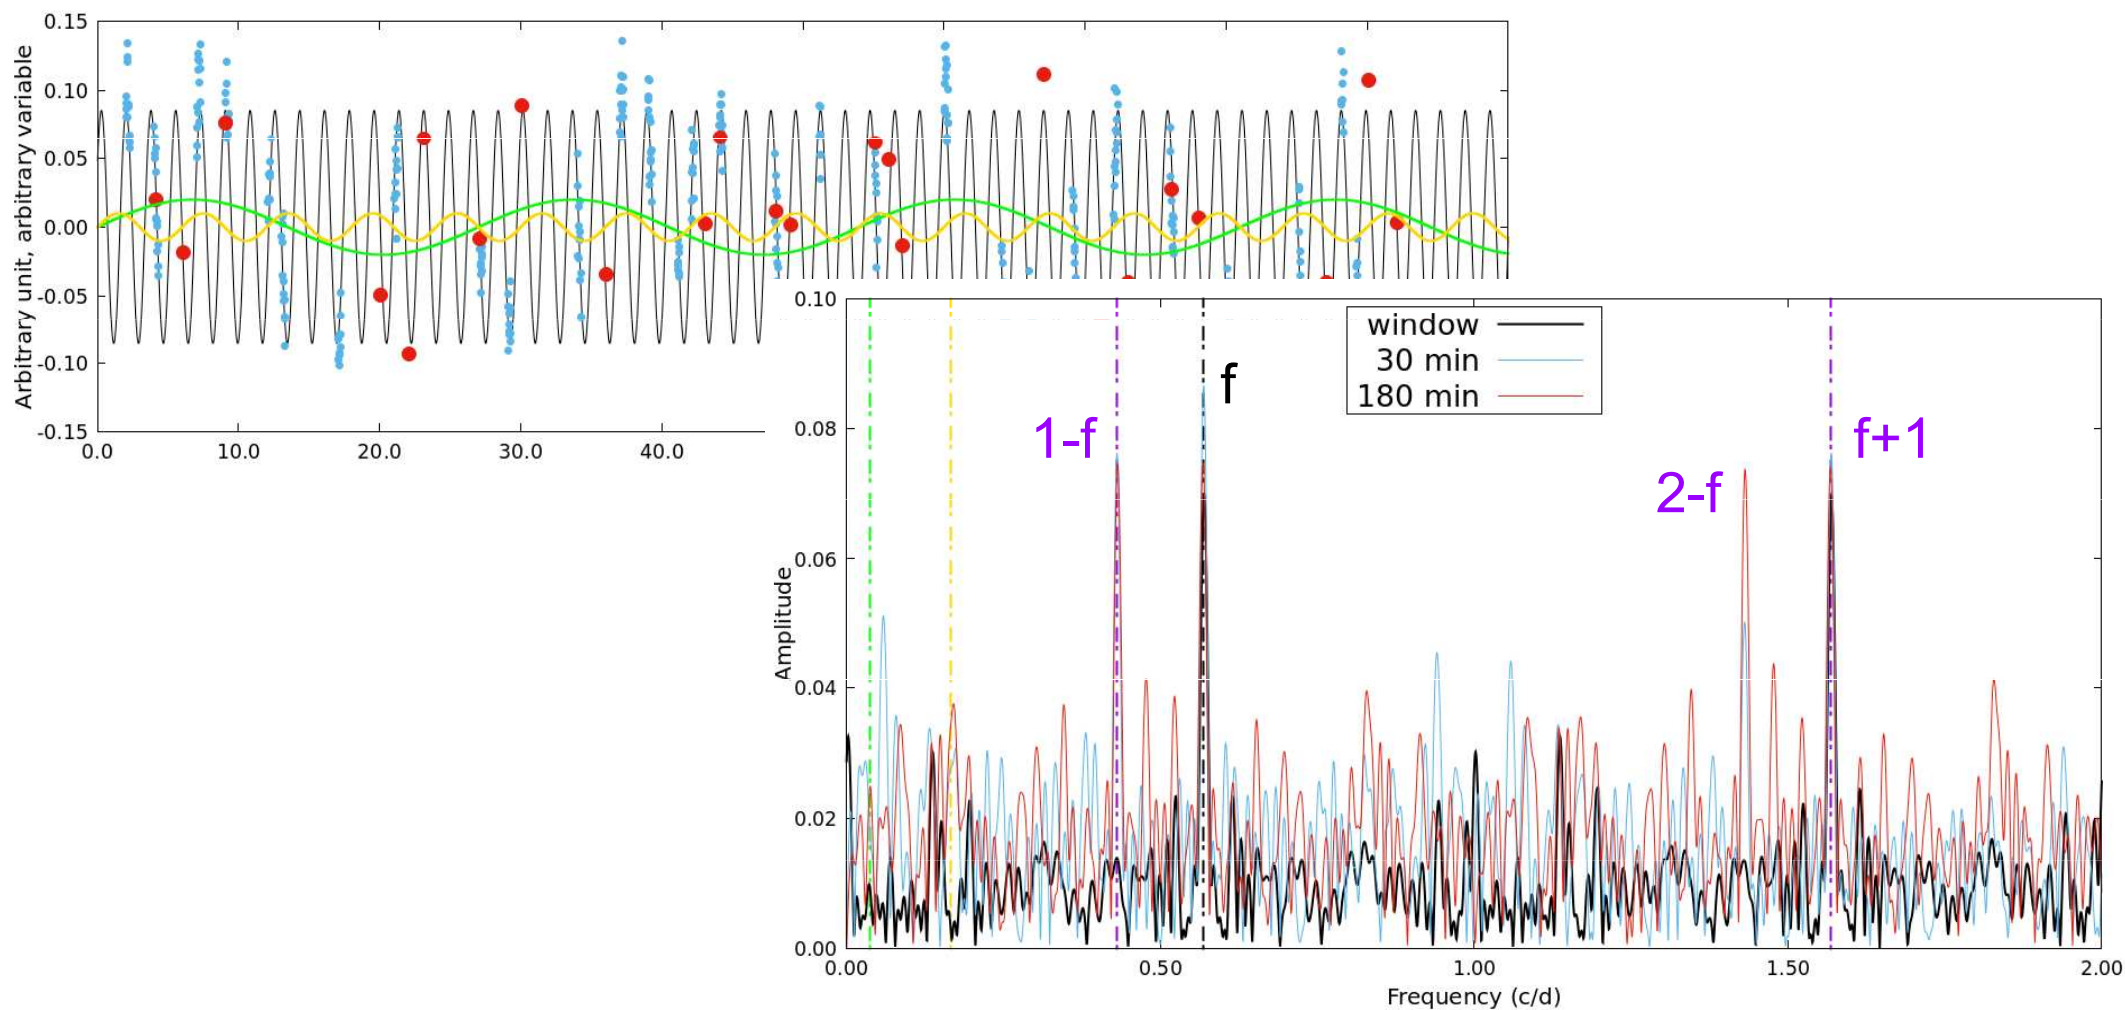 Arbitrary unit, arbitrary variable
0.15
0.10
0.05
0.00
-0.05
-0.10
-0.15
0.0 10.0 20.0 30.0 40.0
Amplitude
0.10
0.08
0.06
0.04
0.02
0.00
window
30 min
180 min
f
1-f
f+1
2-f
0.00 0.50 1.00 1.50 2.00
Frequency (c/d)